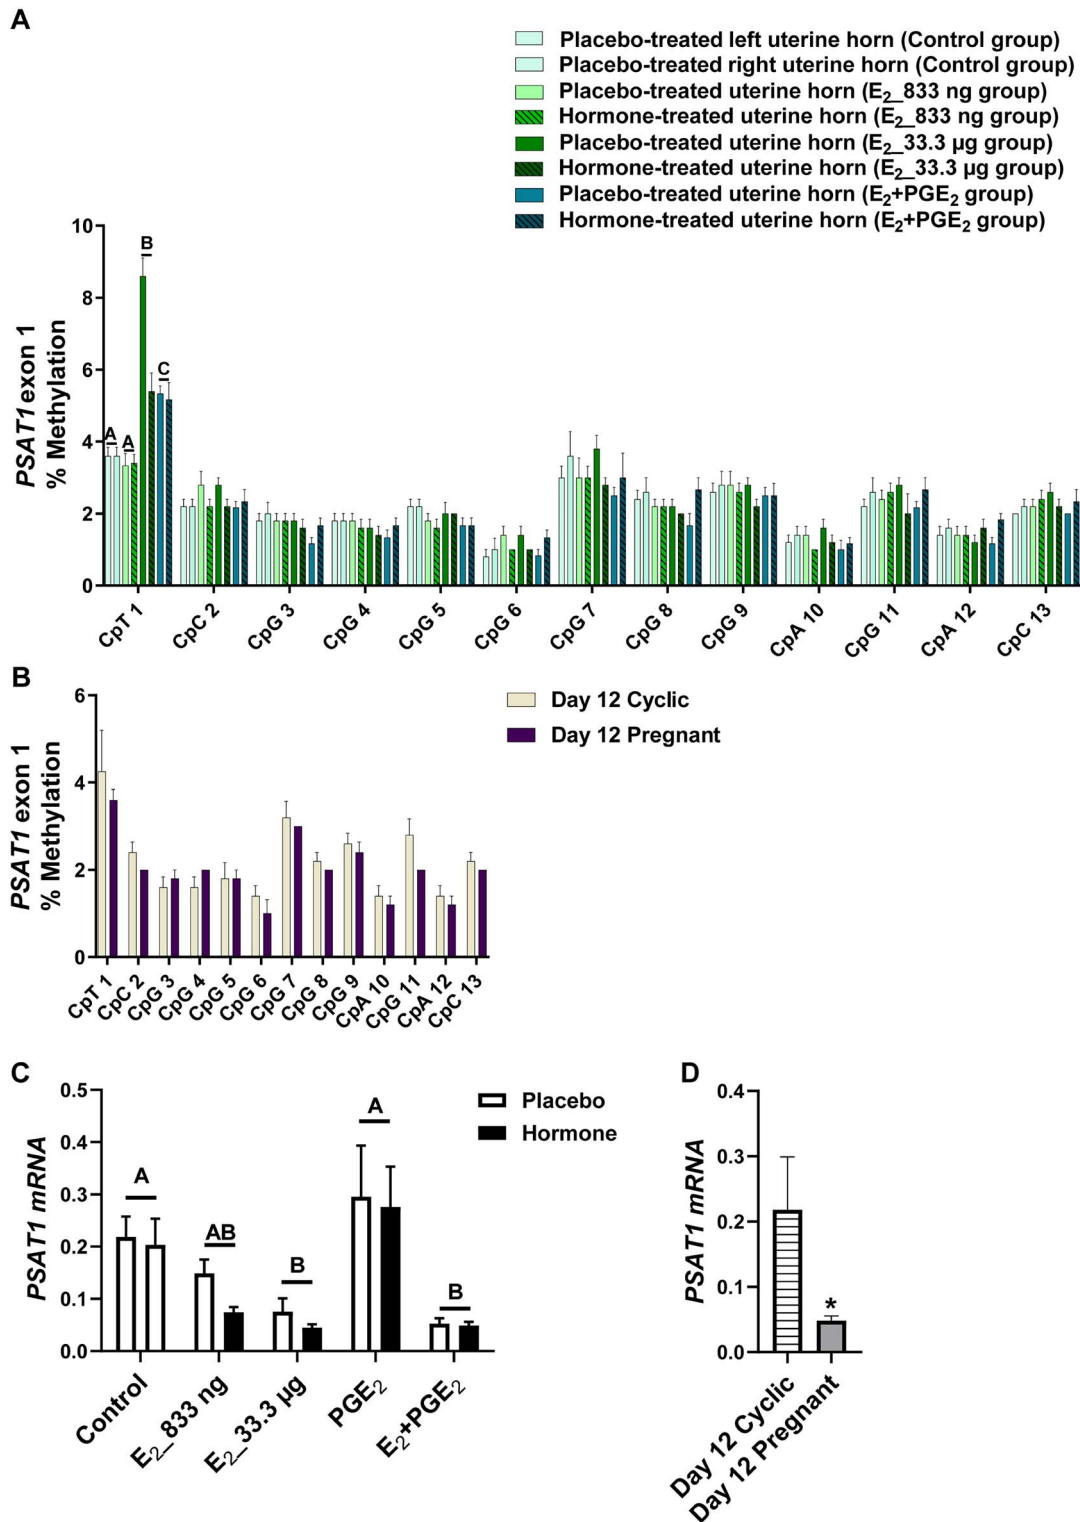 A
Placebo-treated left uterine horn (Control group)
Placebo-treated right uterine horn (Control group)
Placebo-treated uterine horn (E₂_833 ng group)
Hormone-treated uterine horn (E₂_833 ng group)
Placebo-treated uterine horn (E₂_33.3 µg group)
Hormone-treated uterine horn (E₂_33.3 µg group)
Placebo-treated uterine horn (E₂+PGE₂ group)
Hormone-treated uterine horn (E₂+PGE₂ group)
PSAT1 exon 1
% Methylation
10
8
6
4
2
0
A
A
B
C
CpT 1
CpC 2
CpG 3
CpG 4
CpG 5
CpG 6
CpG 7
CpG 8
CpG 9
CpA 10
CpG 11
CpA 12
CpC 13
B
Day 12 Cyclic
Day 12 Pregnant
PSAT1 exon 1
% Methylation
6
4
2
0
CpT 1
CpC 2
CpG 3
CpG 4
CpG 5
CpG 6
CpG 7
CpG 8
CpG 9
CpA 10
CpG 11
CpA 12
CpC 13
C
Placebo
Hormone
PSAT1 mRNA
0.5
0.4
0.3
0.2
0.1
0.0
A
AB
B
A
B
Control
E₂_833 ng
E₂_33.3 µg
PGE₂
E₂+PGE₂
D
PSAT1 mRNA
0.4
0.3
0.2
0.1
0.0
*
Day 12 Cyclic
Day 12 Pregnant